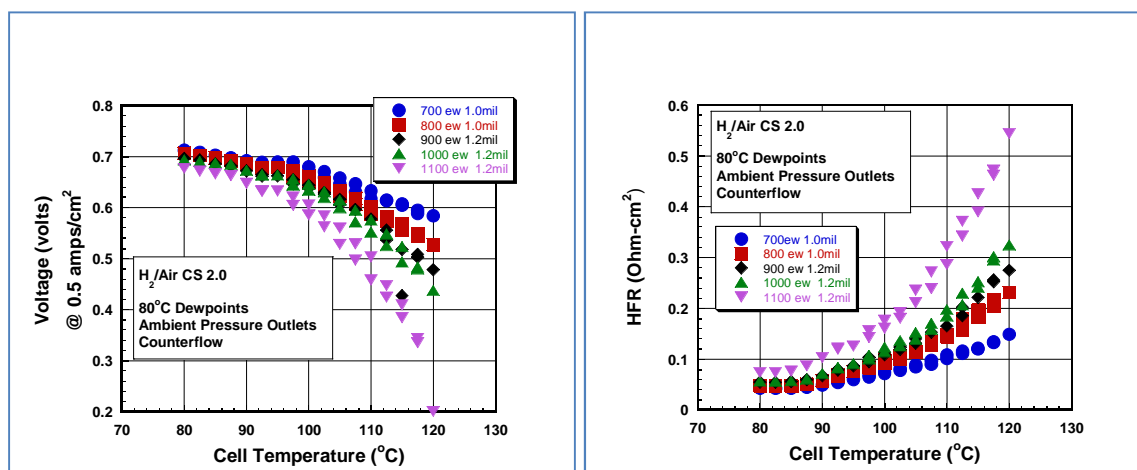 0.8
0.7
0.6
0.5
0.4
0.3
0.2
70
80
90
100
110
120
130
Voltage (volts)
@ 0.5 amps/cm²
Cell Temperature (°C)
700 ew 1.0mil
800 ew 1.0mil
900 ew 1.2mil
1000 ew 1.2mil
1100 ew 1.2mil
H₂/Air CS 2.0
80°C Dewpoints
Ambient Pressure Outlets
Counterflow
0.6
0.5
0.4
0.3
0.2
0.1
0
70
80
90
100
110
120
130
HFR (Ohm-cm²)
Cell Temperature (°C)
H₂/Air CS 2.0
80°C Dewpoints
Ambient Pressure Outlets
Counterflow
700ew 1.0mil
800 ew 1.0mil
900 ew 1.2mil
1000 ew 1.2mil
1100 ew 1.2mil